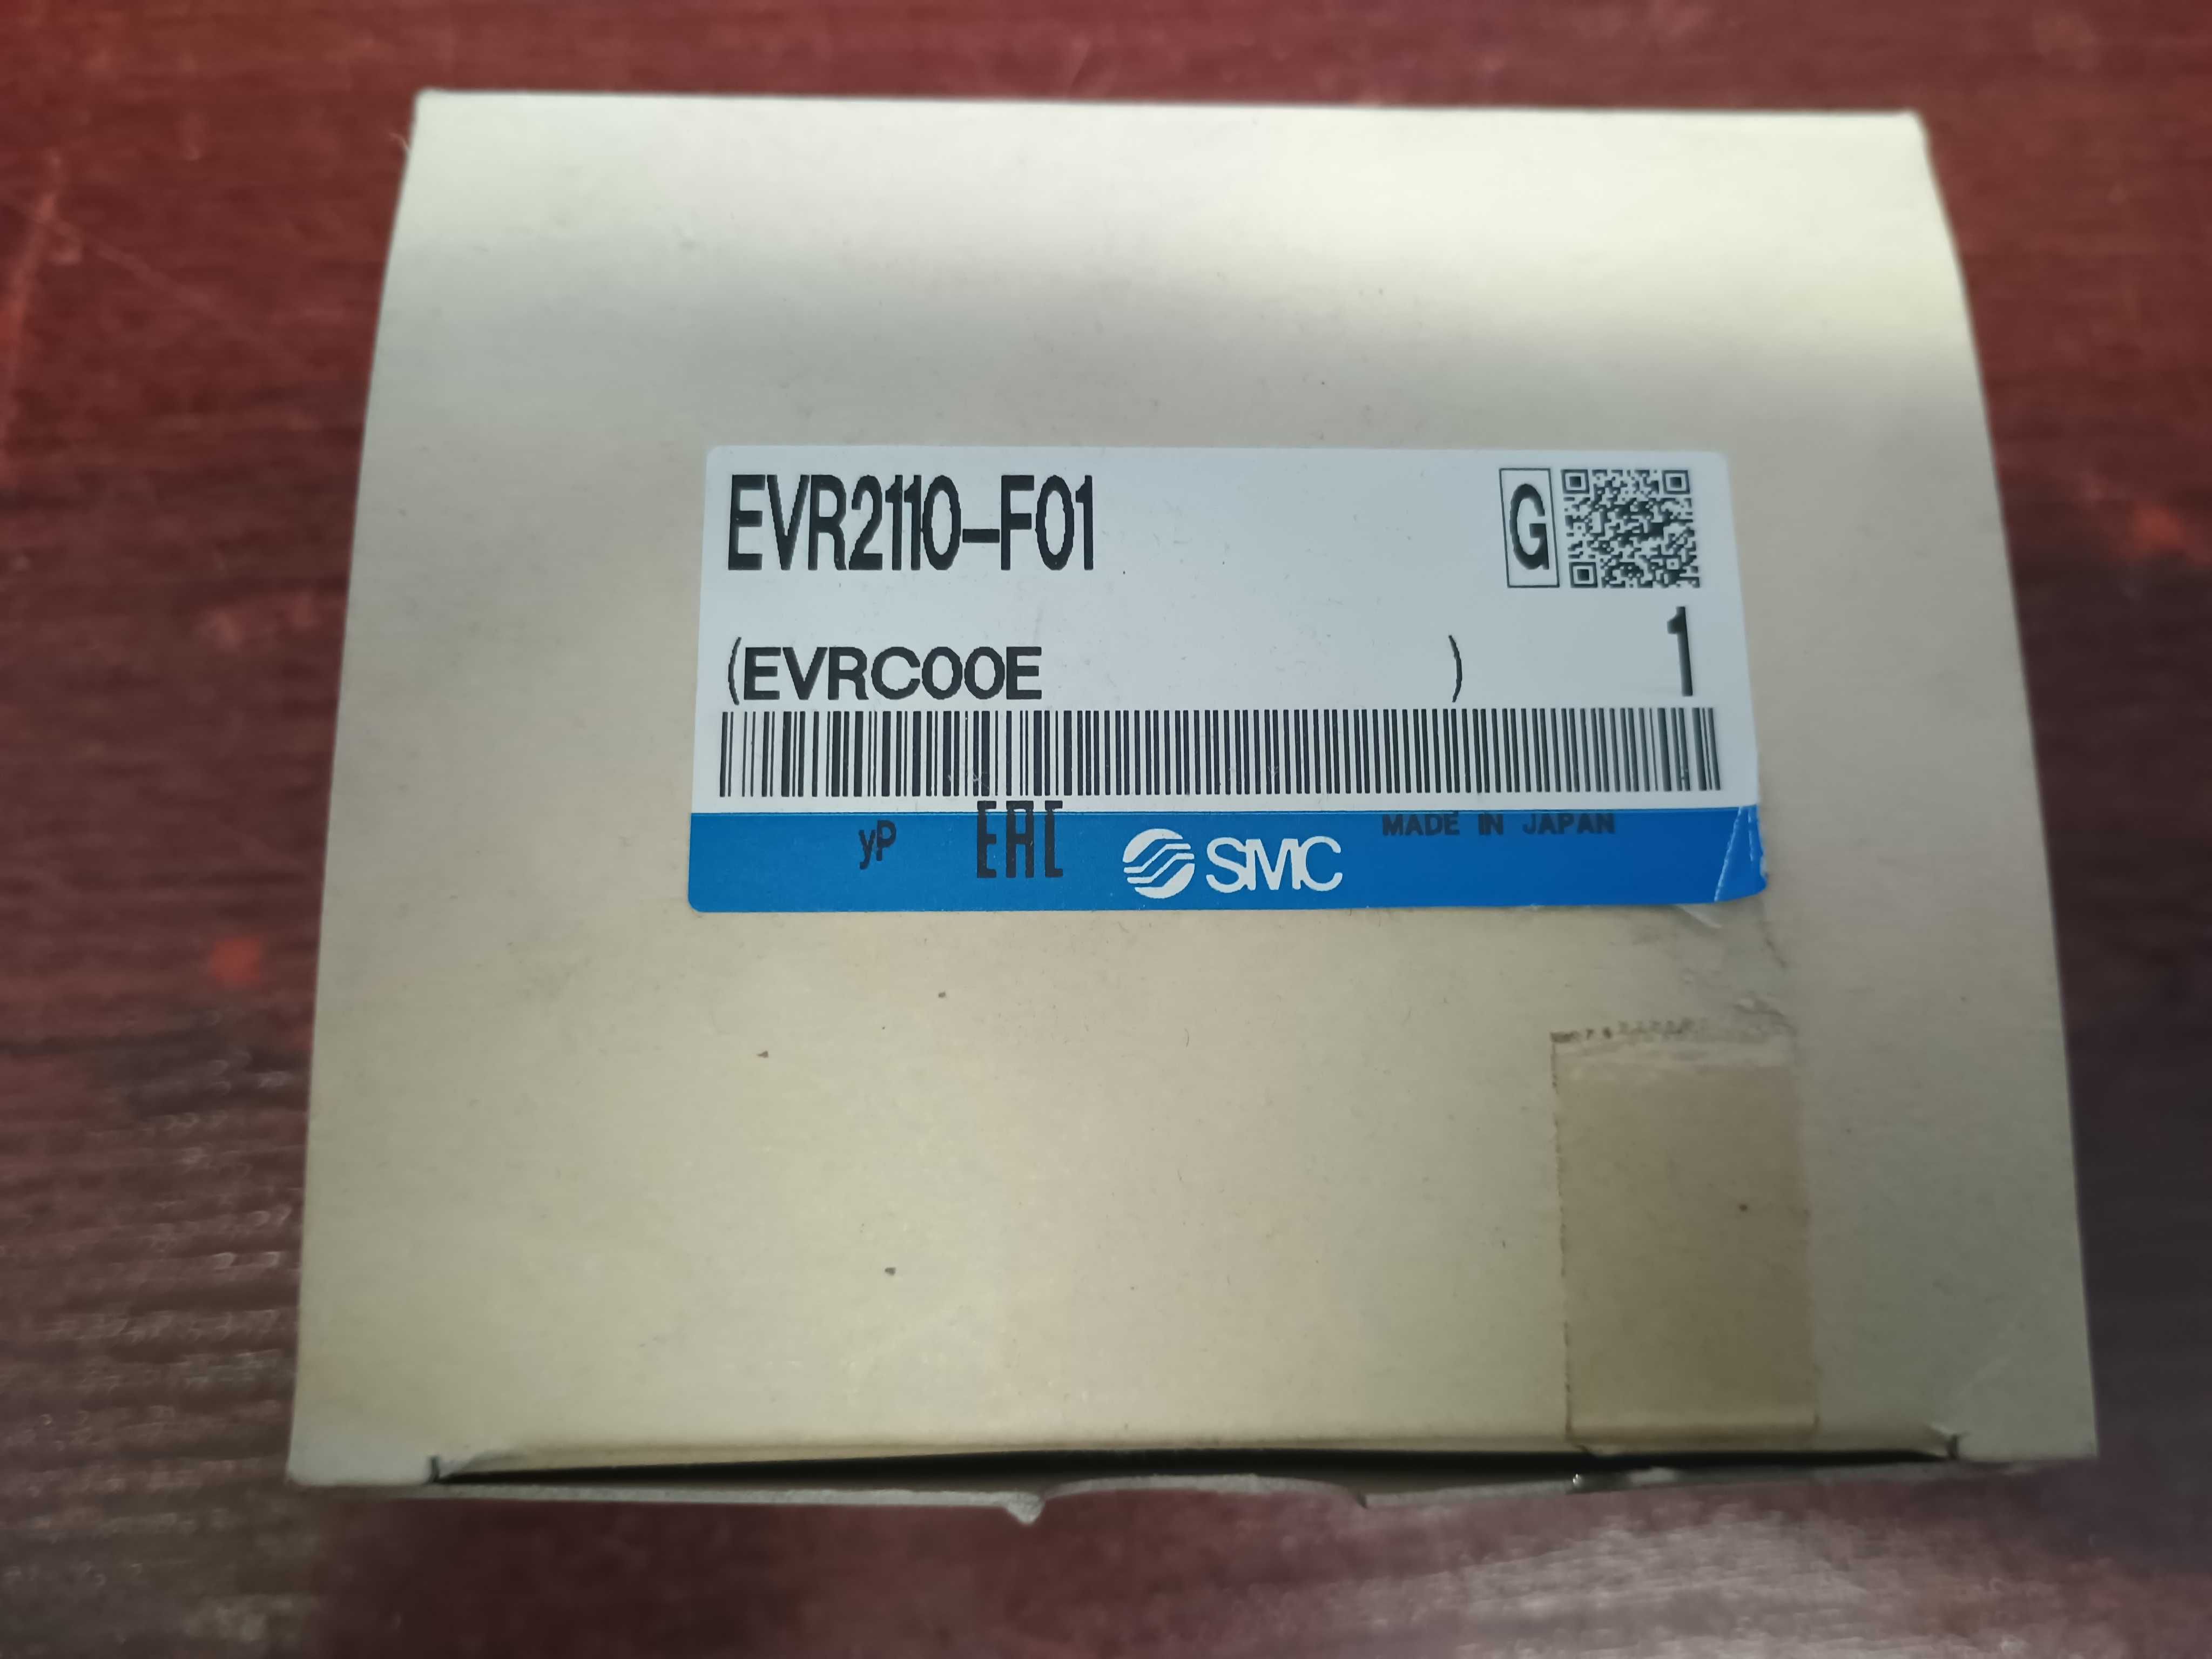 EVR2110-F01
G
(EVRC00E )
1
yP
EAC
SMC
MADE IN JAPAN